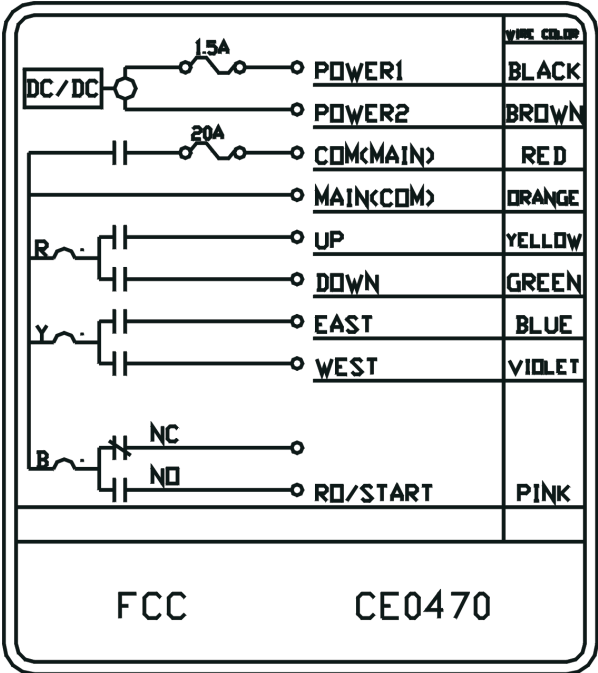 WIRE COLOR
1.5A
DC/DC POWER1 BLACK
POWER2 BROWN
20A
COM(MAIN) RED
MAIN(COM) ORANGE
R UP YELLOW
DOWN GREEN
Y EAST BLUE
WEST VIOLET
NC
B
NO
RO/START PINK
FCC CE0470